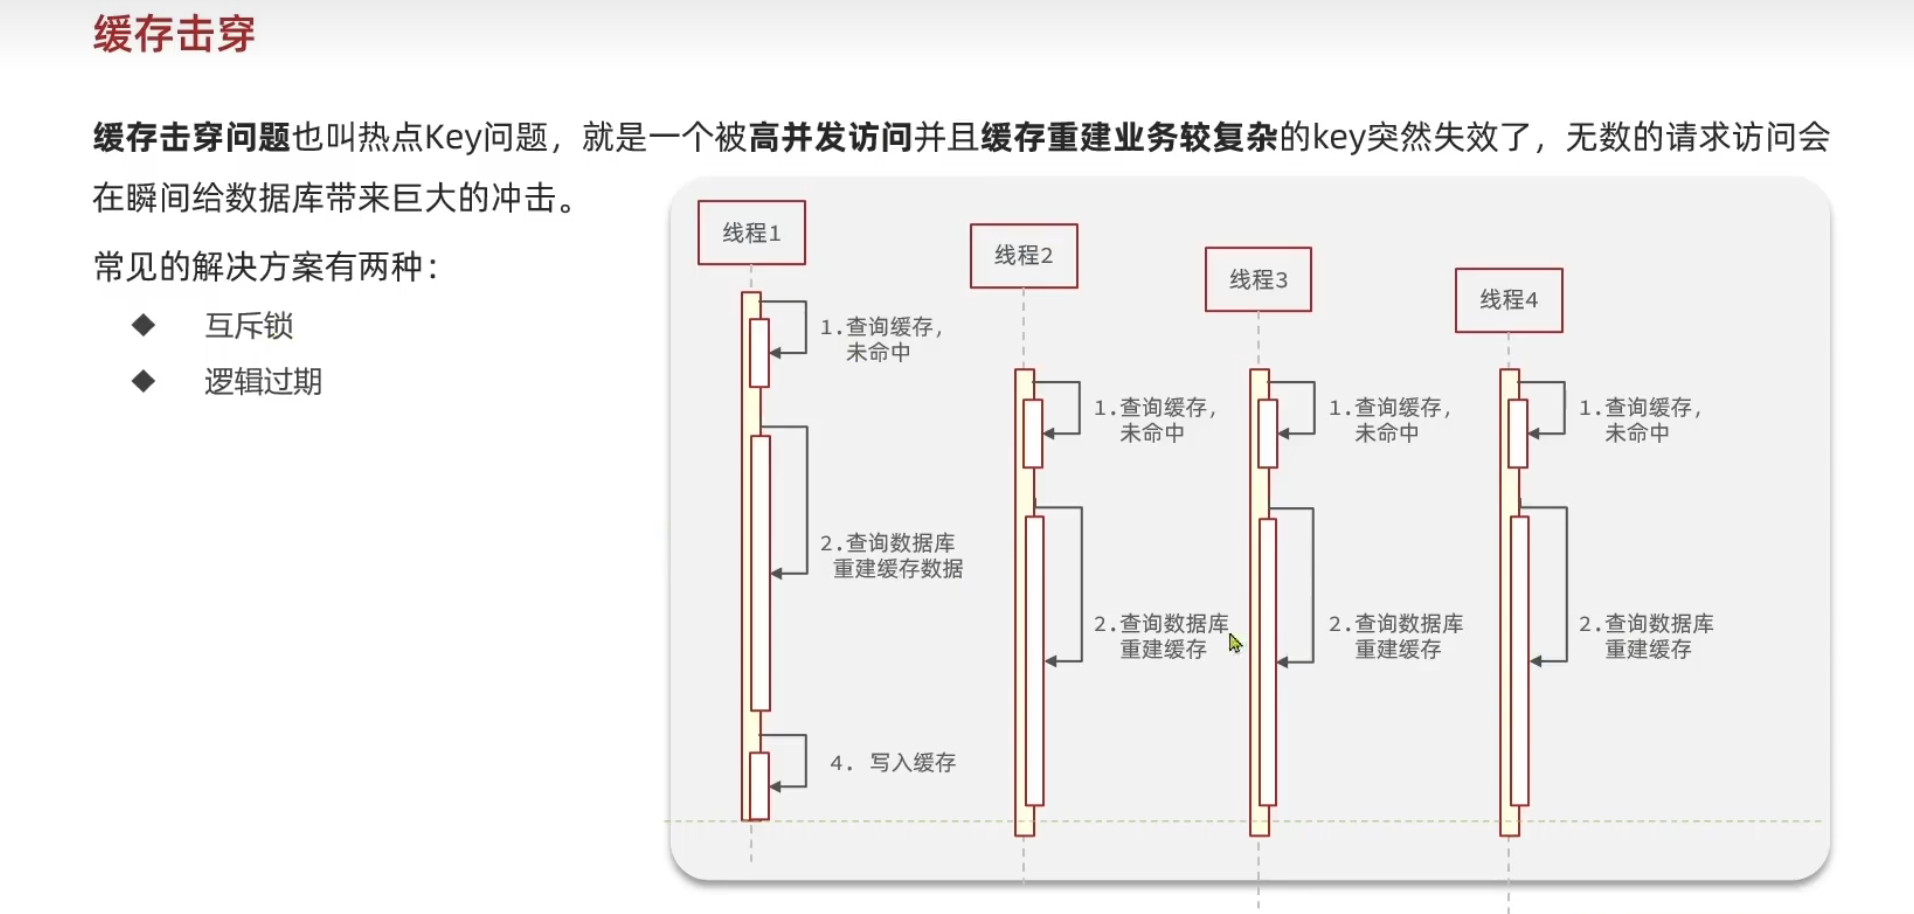 缓存击穿
缓存击穿问题也叫热点Key问题，就是一个被高并发访问并且缓存重建业务较复杂的key突然失效了，无数的请求访问会
在瞬间给数据库带来巨大的冲击。
常见的解决方案有两种：
◆ 互斥锁
◆ 逻辑过期
线程1
1.查询缓存，
未命中
2.查询数据库
重建缓存数据
4. 写入缓存
线程2
1.查询缓存，
未命中
2.查询数据库
重建缓存
线程3
1.查询缓存，
未命中
2.查询数据库
重建缓存
线程4
1.查询缓存，
未命中
2.查询数据库
重建缓存